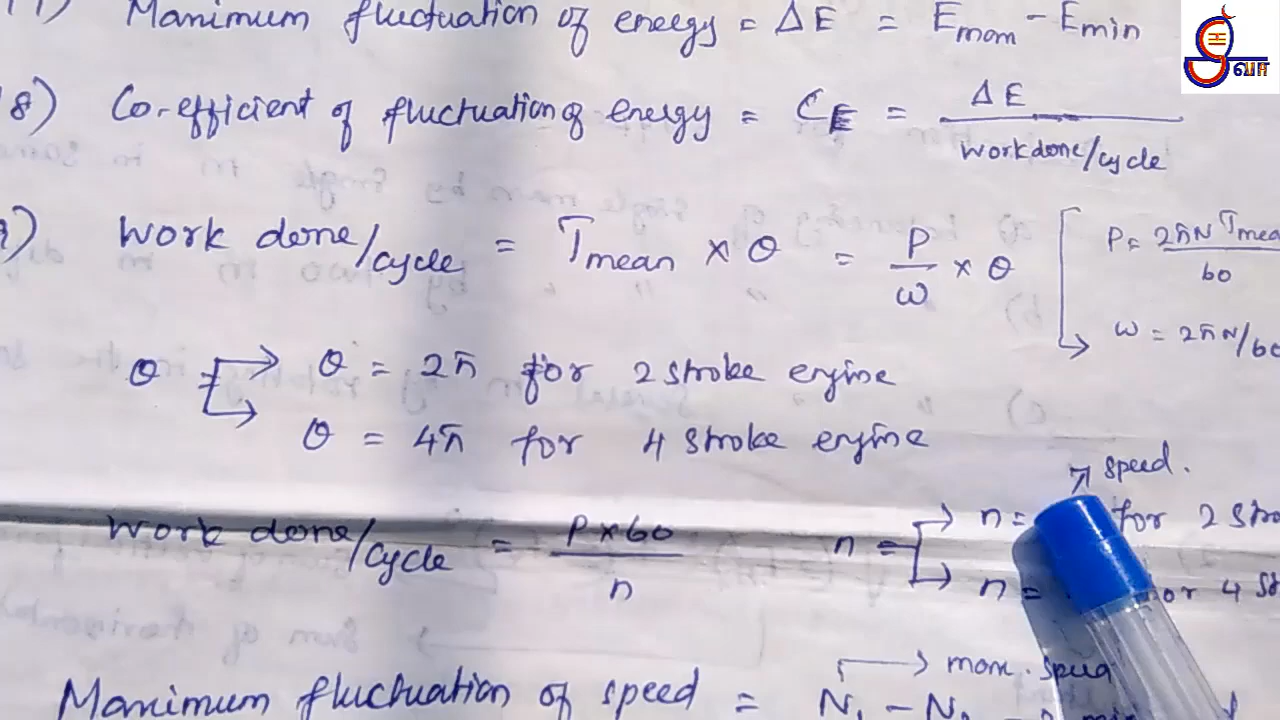 Maximum fluctuation of energy = ΔE = Emax - Emin
வா
8) Co-efficient of fluctuation of energy = CE = ΔE / workdone/cycle
Work done/cycle = Tmean × θ = P/ω × θ
P = 2πN Tmea / 60
ω = 2πN/60
θ = θ = 2π for 2 stroke engine
θ = 4π for 4 stroke engine
speed.
Work done/cycle = P×60 / n
n = n = for 2 stro
n = for 4 St
max. speed
Maximum fluctuation of speed = N1 - N2